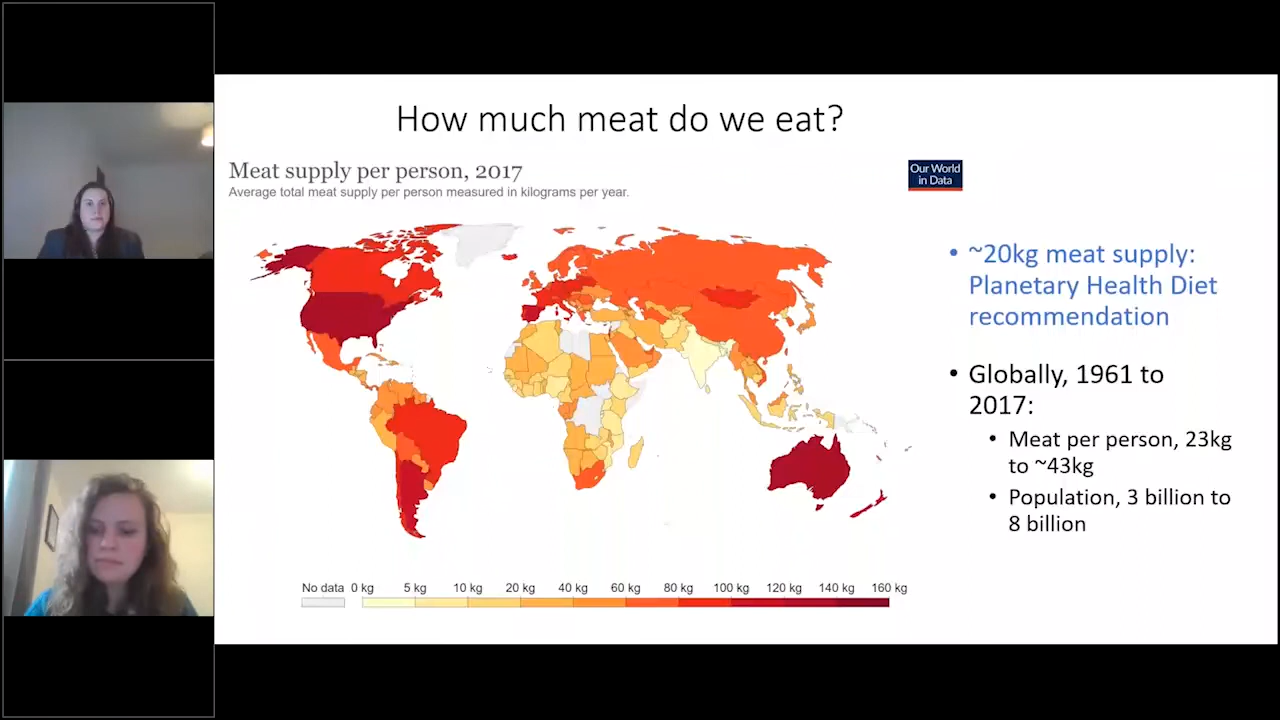 How much meat do we eat?
Meat supply per person, 2017
Average total meat supply per person measured in kilograms per year.
Our World
in Data
• ~20kg meat supply:
Planetary Health Diet
recommendation
• Globally, 1961 to
2017:
• Meat per person, 23kg
to ~43kg
• Population, 3 billion to
8 billion
No data 0 kg 5 kg 10 kg 20 kg 40 kg 60 kg 80 kg 100 kg 120 kg 140 kg 160 kg